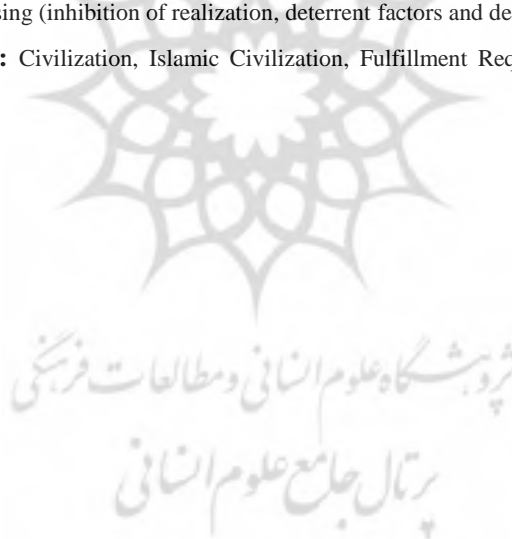 sing (inhibition of realization, deterrent factors and de
: Civilization, Islamic Civilization, Fulfillment Req
پژوهشگاه علوم انسانی و مطالعات فرهنگی
پرتال جامع علوم انسانی